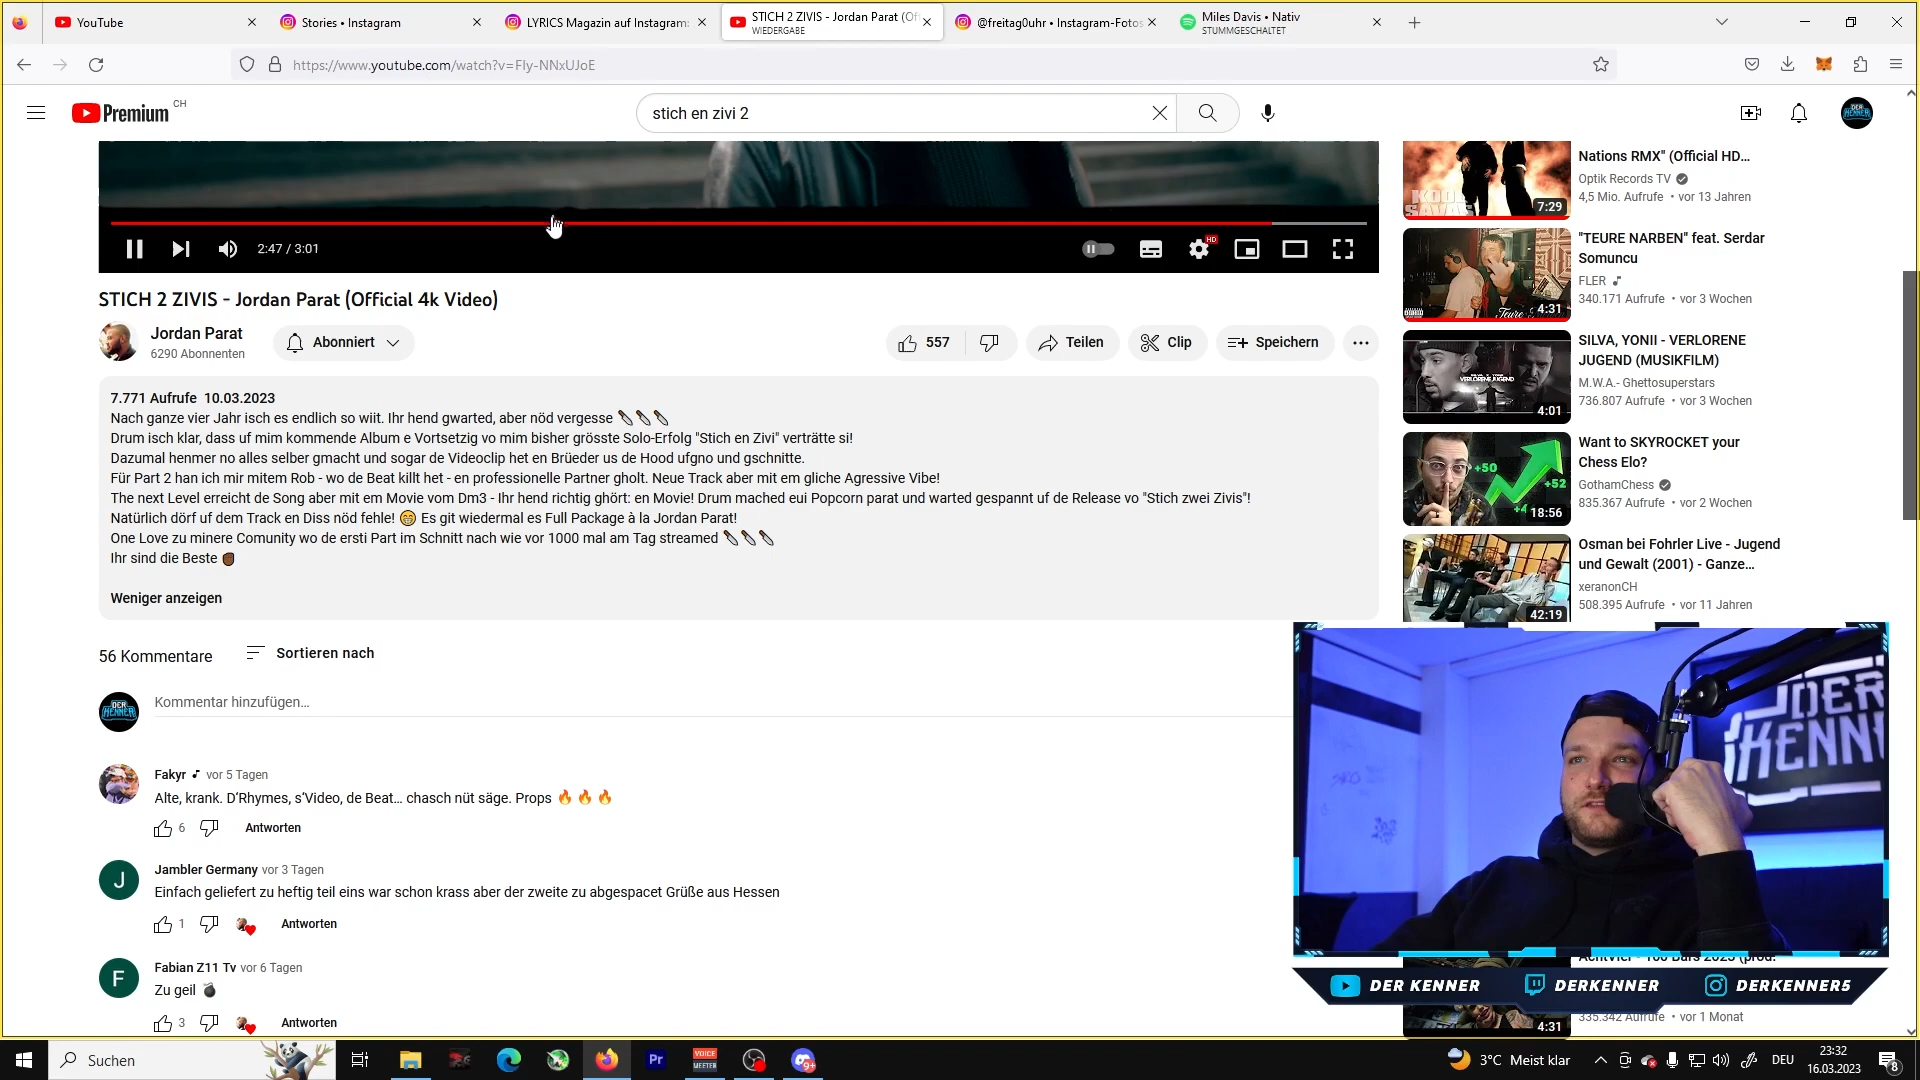 YouTube
Stories • Instagram
LYRICS Magazin auf Instagram:
STICH 2 ZIVIS - Jordan Parat (Off
WIEDERGABE
@freitag0uhr • Instagram-Fotos
Miles Davis • Nativ
STUMMGESCHALTET
https://www.youtube.com/watch?v=FIy-NNxUJoE
Premium CH
stich en zivi 2
2:47 / 3:01
HD
STICH 2 ZIVIS - Jordan Parat (Official 4k Video)
Jordan Parat
6290 Abonnenten
Abonniert
557
Teilen
Clip
Speichern
7.771 Aufrufe 10.03.2023
Nach ganze vier Jahr isch es endlich so wiit. Ihr hend gwarted, aber nöd vergesse 🔪🔪🔪
Drum isch klar, dass uf mim kommende Album e Vortsetzig vo mim bisher grösste Solo-Erfolg "Stich en Zivi" verträtte si!
Dazumal henmer no alles selber gmacht und sogar de Videoclip het en Brüeder us de Hood ufgno und gschnitte.
Für Part 2 han ich mir mitem Rob - wo de Beat killt het - en professionelle Partner gholt. Neue Track aber mit em gliche Agressive Vibe!
The next Level erreicht de Song aber mit em Movie vom Dm3 - Ihr hend richtig ghört: en Movie! Drum mached eui Popcorn parat und warted gespannt uf de Release vo "Stich zwei Zivis"!
Natürlich dörf uf dem Track en Diss nöd fehle! 😁 Es git wiedermal es Full Package à la Jordan Parat!
One Love zu minere Comunity wo de ersti Part im Schnitt nach wie vor 1000 mal am Tag streamed 🔪🔪🔪
Ihr sind die Beste ✊🏿
Weniger anzeigen
56 Kommentare
Sortieren nach
Kommentar hinzufügen...
Fakyr vor 5 Tagen
Alte, krank. D'Rhymes, s'Video, de Beat... chasch nüt säge. Props 🔥 🔥 🔥
6
Antworten
J
Jambler Germany vor 3 Tagen
Einfach geliefert zu heftig teil eins war schon krass aber der zweite zu abgespacet Grüße aus Hessen
1
Antworten
F
Fabian Z11 Tv vor 6 Tagen
Zu geil 💣
3
Antworten
KOOL
SAVAS
7:29
Nations RMX" (Official HD...
Optik Records TV
4,5 Mio. Aufrufe • vor 13 Jahren
Teure
4:31
"TEURE NARBEN" feat. Serdar
Somuncu
FLER
340.171 Aufrufe • vor 3 Wochen
VERLORENE JUGEND
4:01
SILVA, YONII - VERLORENE
JUGEND (MUSIKFILM)
M.W.A.- Ghettosuperstars
736.807 Aufrufe • vor 3 Wochen
+50
+52
18:56
Want to SKYROCKET your
Chess Elo?
GothamChess
835.367 Aufrufe • vor 2 Wochen
42:19
Osman bei Fohrler Live - Jugend
und Gewalt (2001) - Ganze...
xeranonCH
508.395 Aufrufe • vor 11 Jahren
DER
KENN
4:31
335.342 Aufrufe • vor 1 Monat
DER KENNER
DERKENNER
DERKENNER5
Suchen
Pr
VOICE
MEETER
9+
3°C Meist klar
DEU
23:32
16.03.2023
8